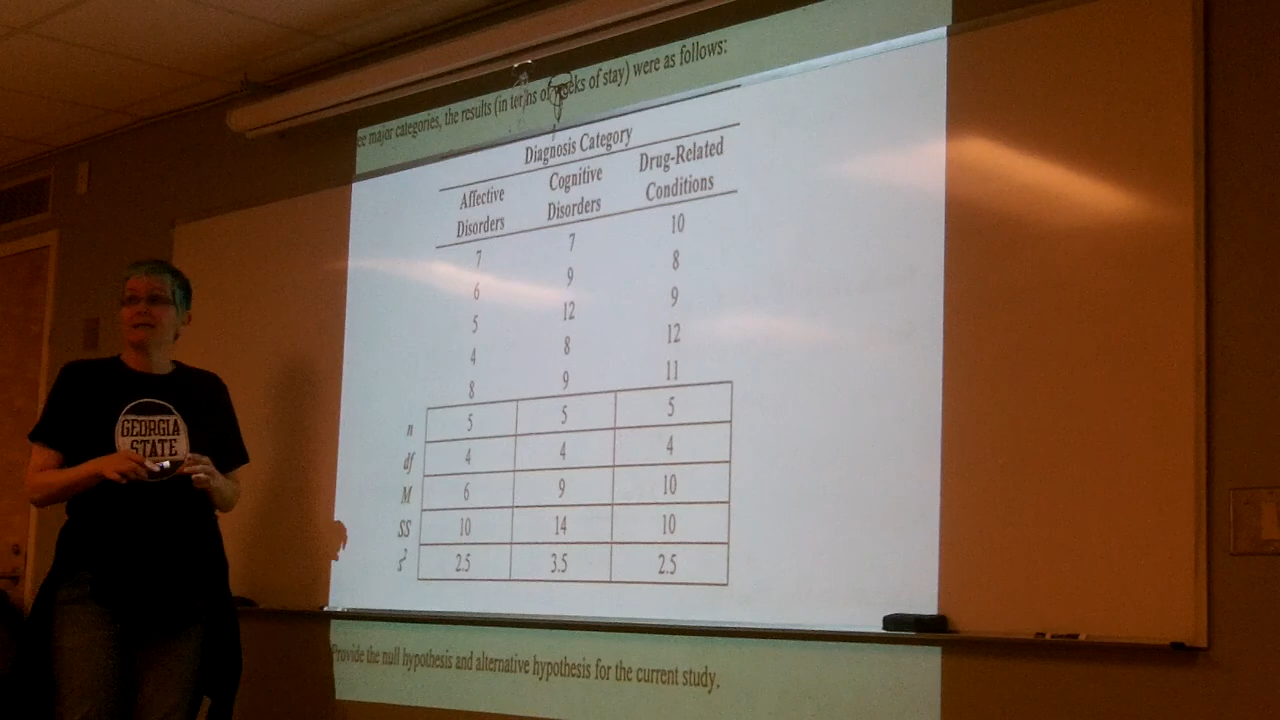 ee major categories, the results (in terms of weeks of stay) were as follows:
Diagnosis Category
Affective Disorders Cognitive Disorders Drug-Related Conditions
7 7 10
6 9 8
5 12 9
4 8 12
8 9 11
n 5 5 5
df 4 4 4
M 6 9 10
SS 10 14 10
s² 2.5 3.5 2.5
Provide the null hypothesis and alternative hypothesis for the current study,
GEORGIA
STATE